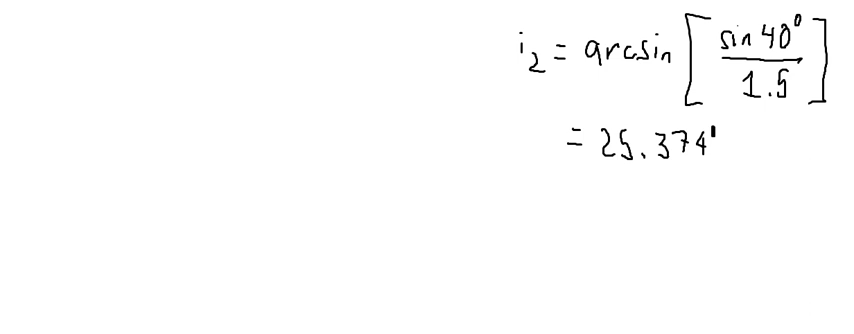 i₂ = arcsin [ sin 40° / 1.5 ]
= 25.374°